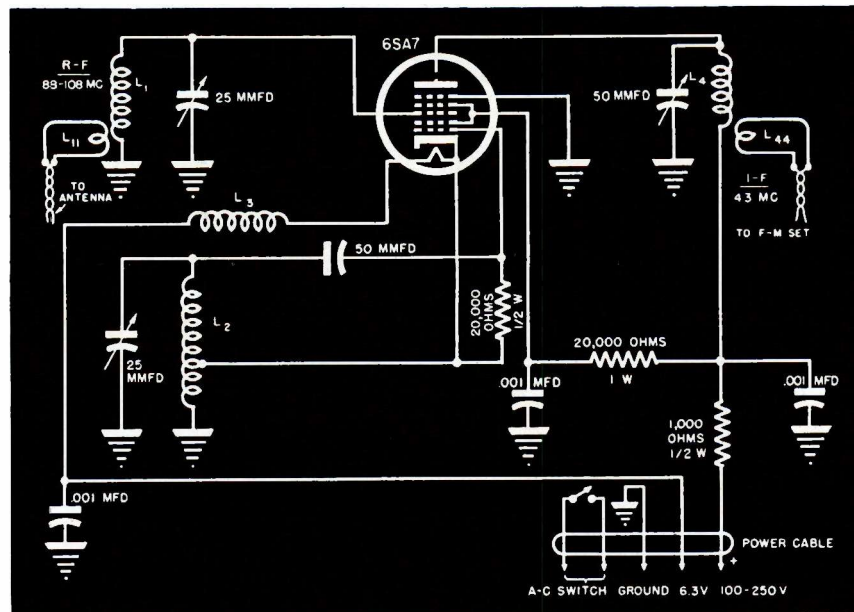 6SA7
R-F
88-108 MC
L1
25 MMFD
50 MMFD
L4
L11
L44
TO
ANTENNA
I-F
43 MC
TO F-M SET
L3
50 MMFD
20,000
OHMS
1/2 W
L2
25
MMFD
20,000 OHMS
1 W
.001 MFD
.001 MFD
1,000
OHMS
1/2 W
.001 MFD
POWER CABLE
+
A-C SWITCH GROUND 6.3V 100-250V